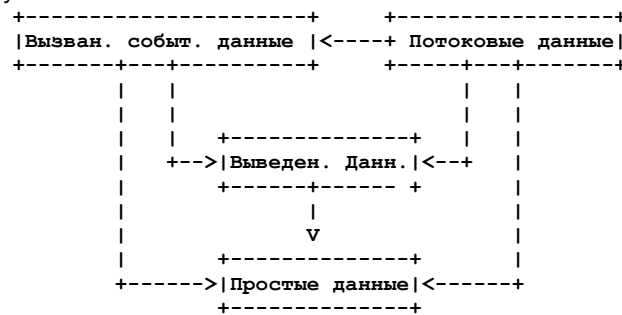 Вызван. событ. данные
Потоковые данные
Выведен. Данн.
V
Простые данные